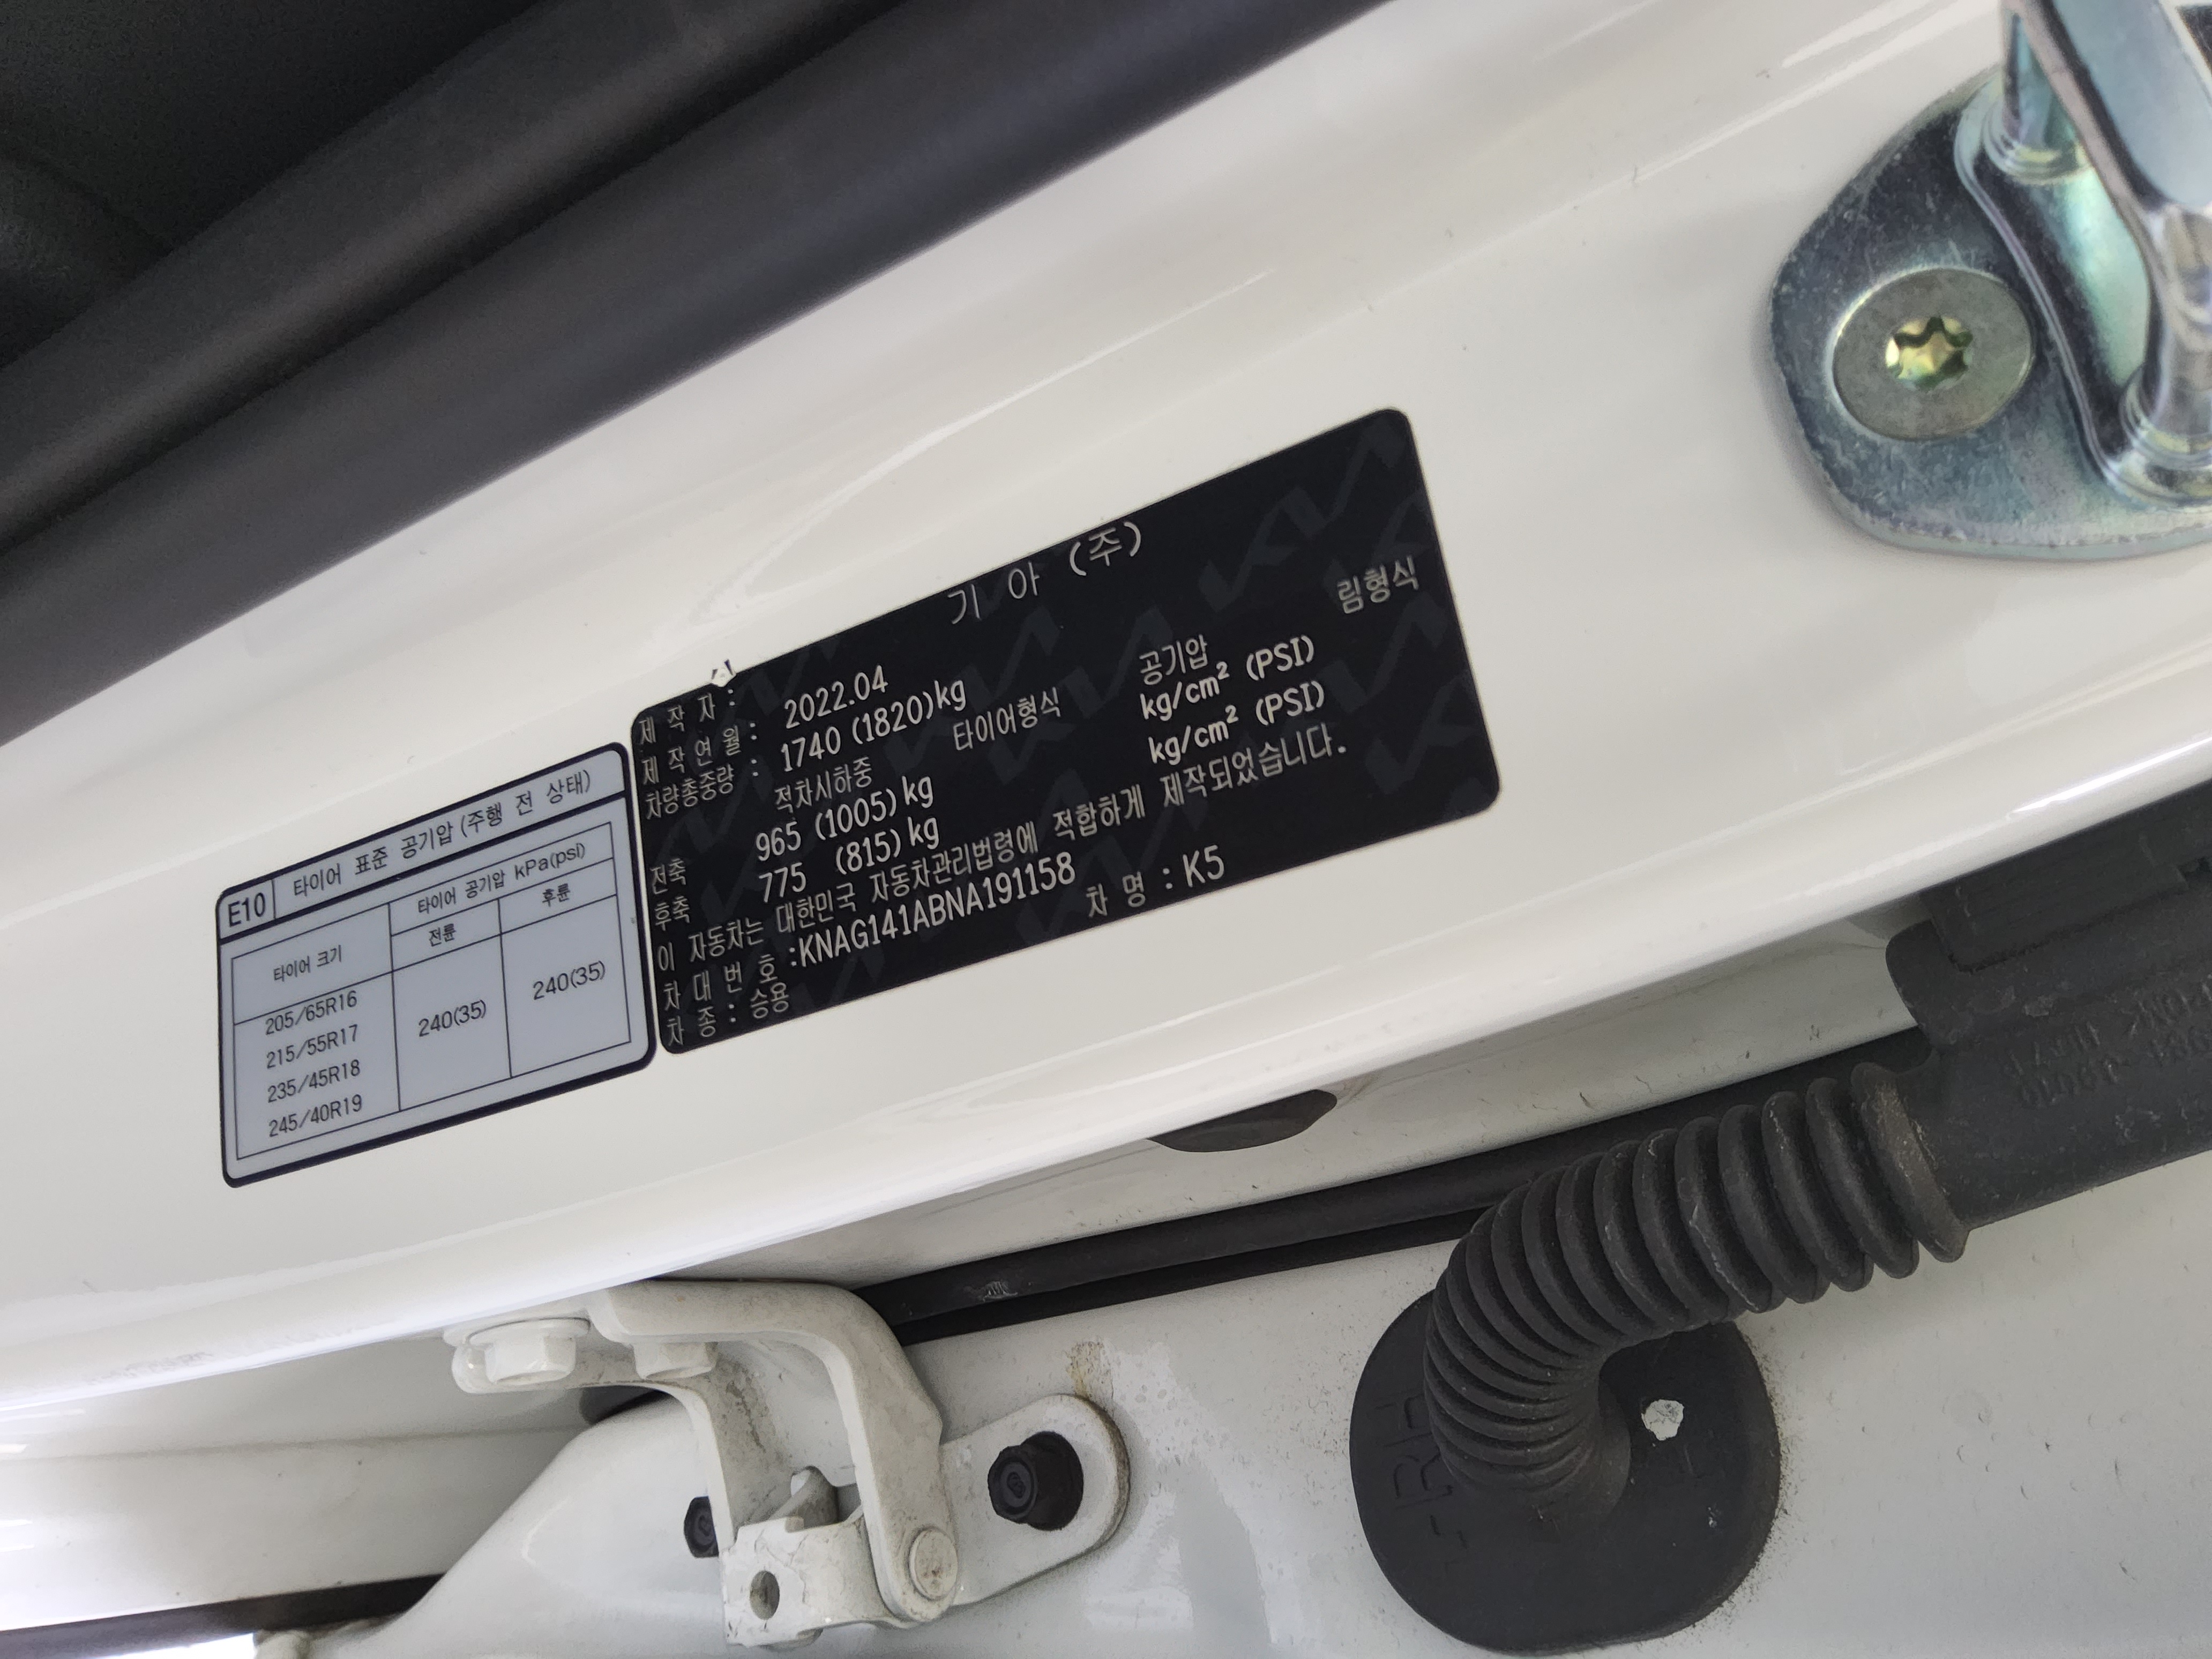 E10 타이어 표준 공기압 (주행 전 상태)
타이어 크기 타이어 공기압 kPa(psi)
전륜 후륜
205/65R16
215/55R17
235/45R18
245/40R19
240(35) 240(35)
기 아 (주)
제 작 자 :
제 작 연 월 : 2022.04
차량총중량 : 1740 (1820)kg
적차시하중 타이어형식 공기압 림형식
전축 965 (1005)kg kg/cm² (PSI)
후축 775 (815)kg kg/cm² (PSI)
이 자동차는 대한민국 자동차관리법령에 적합하게 제작되었습니다.
차 대 번 호 :KNAG141ABNA191158
차 종 : 승용 차 명 : K5
RH